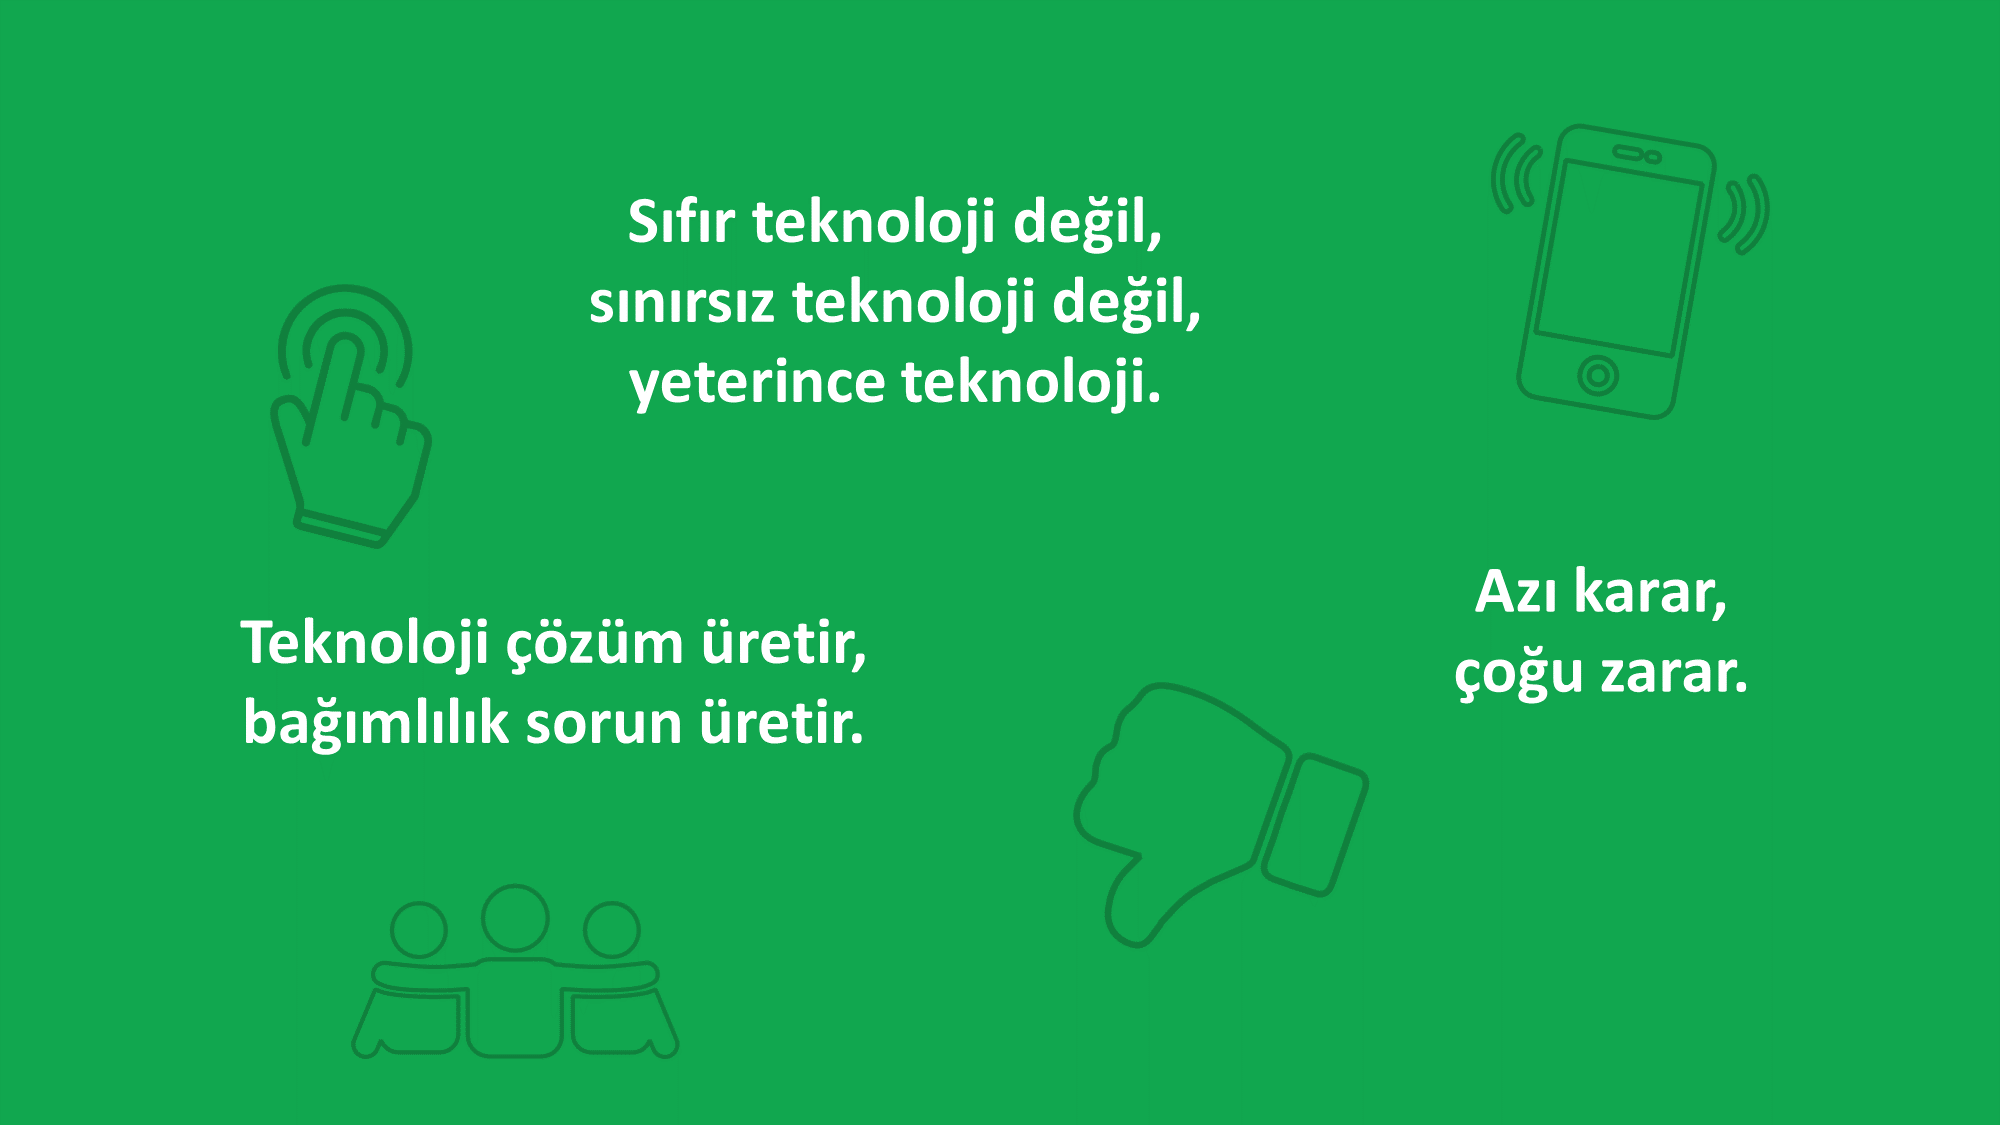 Sıfır teknoloji değil,
sınırsız teknoloji değil,
yeterince teknoloji.
Teknoloji çözüm üretir,
bağımlılık sorun üretir.
Azı karar,
çoğu zarar.